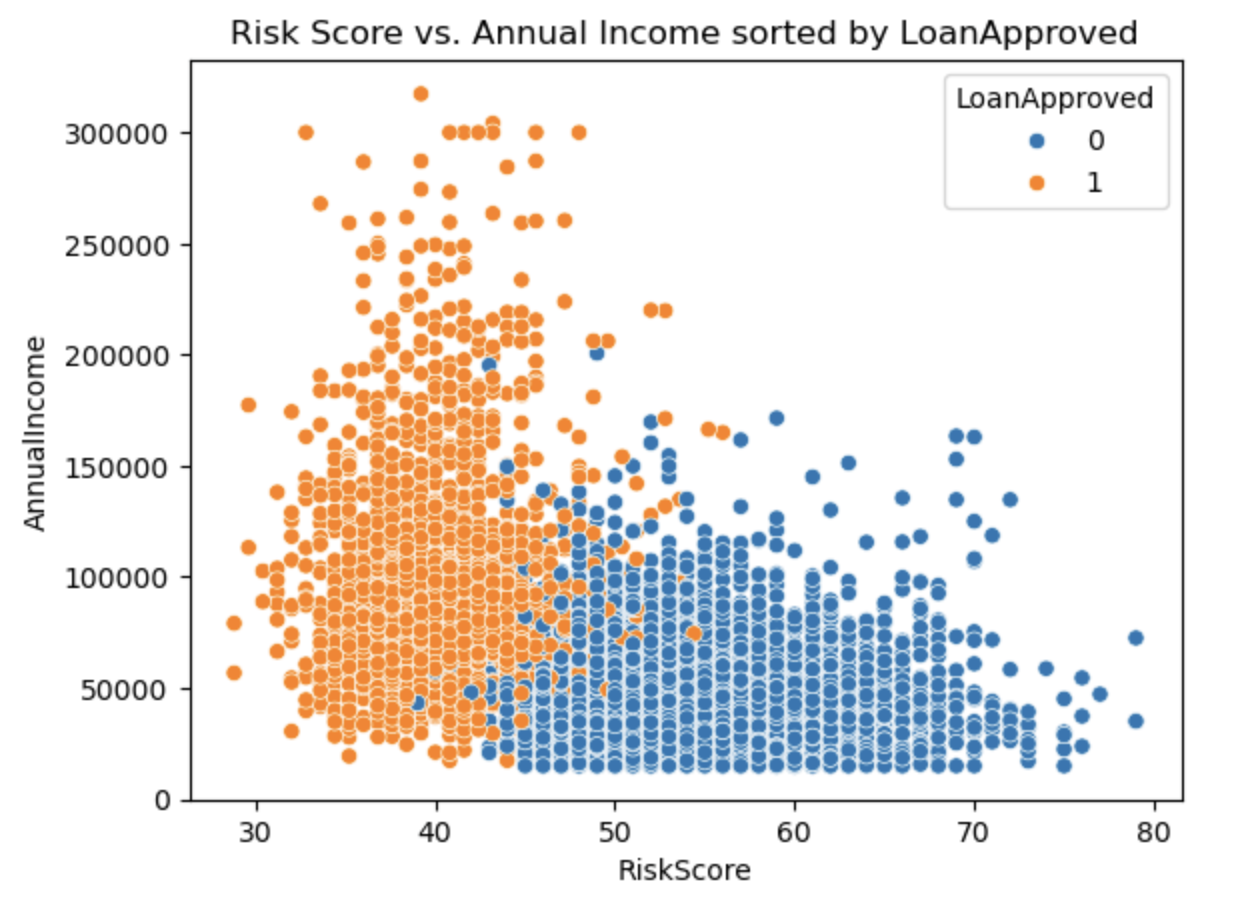 Risk Score vs. Annual Income sorted by LoanApproved
LoanApproved
0
1
AnnualIncome
300000
250000
200000
150000
100000
50000
0
30 40 50 60 70 80
RiskScore